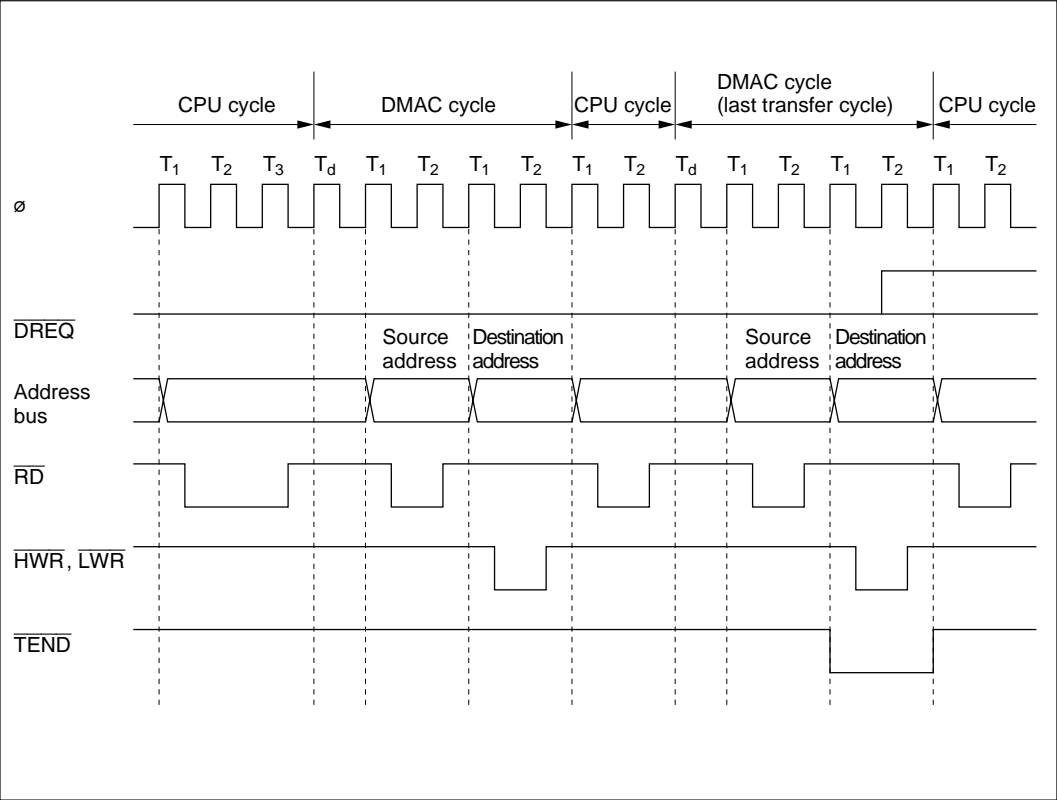 DMAC cycle
CPU cycle DMAC cycle CPU cycle (last transfer cycle) CPU cycle
T1 T2 T3 Td T1 T2 T1 T2 T1 T2 Td T1 T2 T1 T2 T1 T2
ø
DREQ
Source Destination Source Destination
address address address address
Address
bus
RD
HWR, LWR
TEND